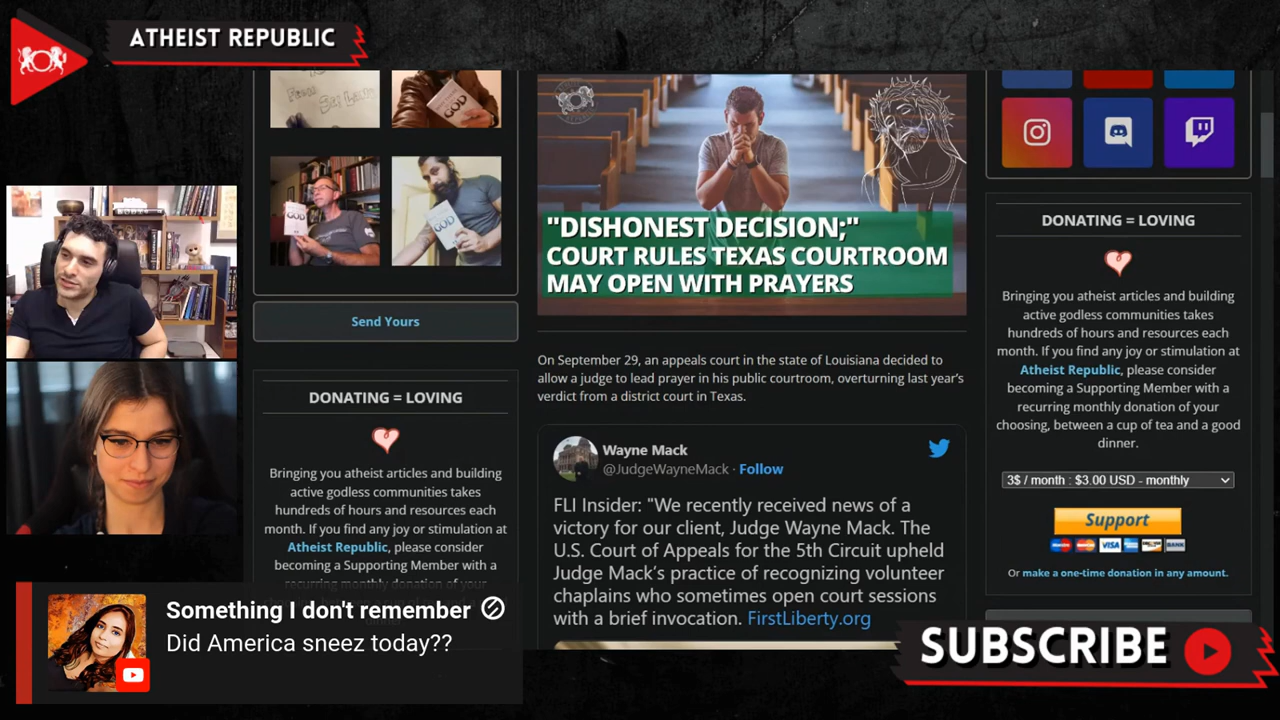 ATHEIST REPUBLIC
GOD
GOD
GOD
Send Yours
DONATING = LOVING
Bringing you atheist articles and building
active godless communities takes
hundreds of hours and resources each
month. If you find any joy or stimulation at
Atheist Republic, please consider
becoming a Supporting Member with a
recurring monthly donation of your
"DISHONEST DECISION;"
COURT RULES TEXAS COURTROOM
MAY OPEN WITH PRAYERS
On September 29, an appeals court in the state of Louisiana decided to
allow a judge to lead prayer in his public courtroom, overturning last year's
verdict from a district court in Texas.
Wayne Mack
@JudgeWayneMack · Follow
FLI Insider: "We recently received news of a
victory for our client, Judge Wayne Mack. The
U.S. Court of Appeals for the 5th Circuit upheld
Judge Mack's practice of recognizing volunteer
chaplains who sometimes open court sessions
with a brief invocation. FirstLiberty.org
DONATING = LOVING
Bringing you atheist articles and building
active godless communities takes
hundreds of hours and resources each
month. If you find any joy or stimulation at
Atheist Republic, please consider
becoming a Supporting Member with a
recurring monthly donation of your
choosing, between a cup of tea and a good
dinner.
3$ / month : $3.00 USD - monthly
Support
VISA
BANK
Or make a one-time donation in any amount.
Something I don't remember
Did America sneez today??
SUBSCRIBE